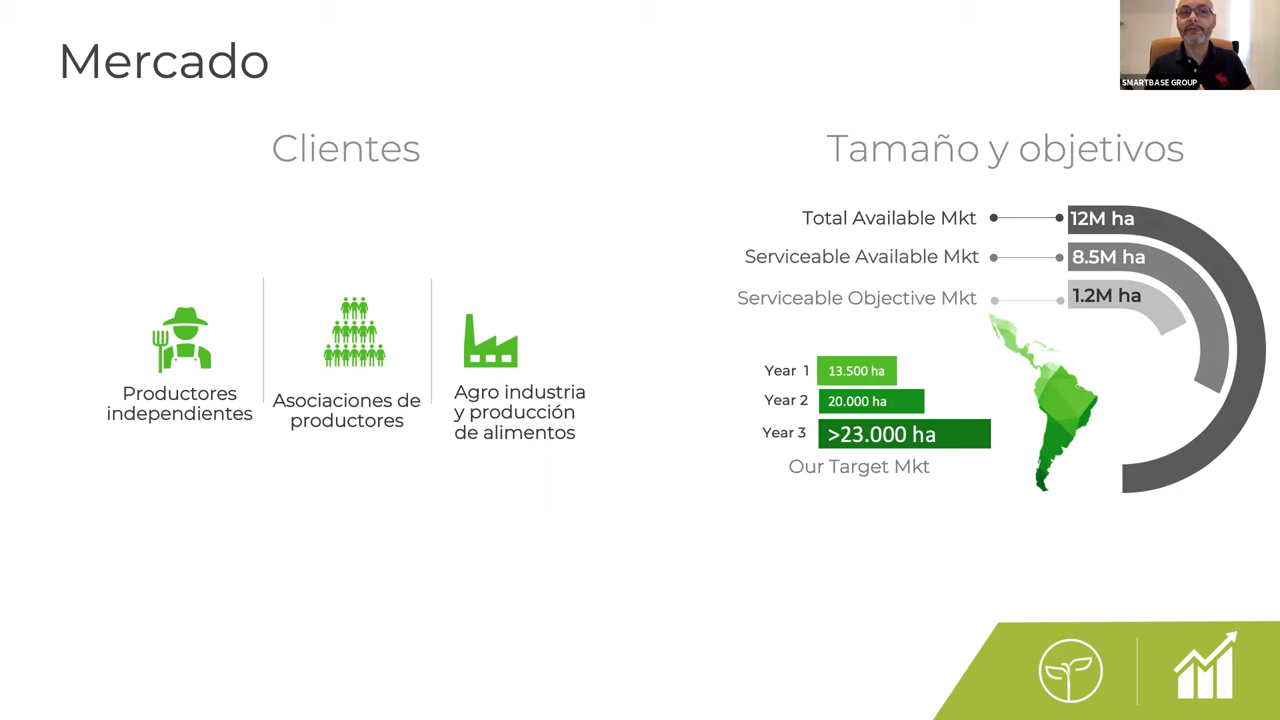 Mercado
SMARTBASE GROUP
Clientes
Productores
independientes
Asociaciones de
productores
Agro industria
y producción
de alimentos
Tamaño y objetivos
Total Available Mkt
12M ha
Serviceable Available Mkt
8.5M ha
Serviceable Objective Mkt
1.2M ha
Year 1
13.500 ha
Year 2
20.000 ha
Year 3
>23.000 ha
Our Target Mkt